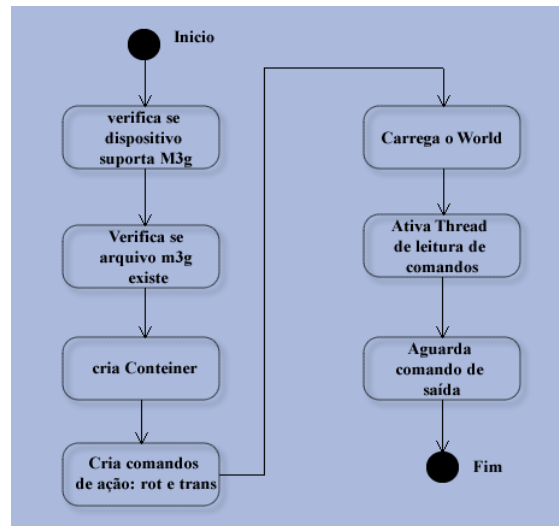 Inicio
verifica se
dispositivo
suporta M3g
Verifica se
arquivo m3g
existe
cria Conteiner
Cria comandos
de ação: rot e trans
Carrega o World
Ativa Thread
de leitura de
comandos
Aguarda
comando de
saída
Fim